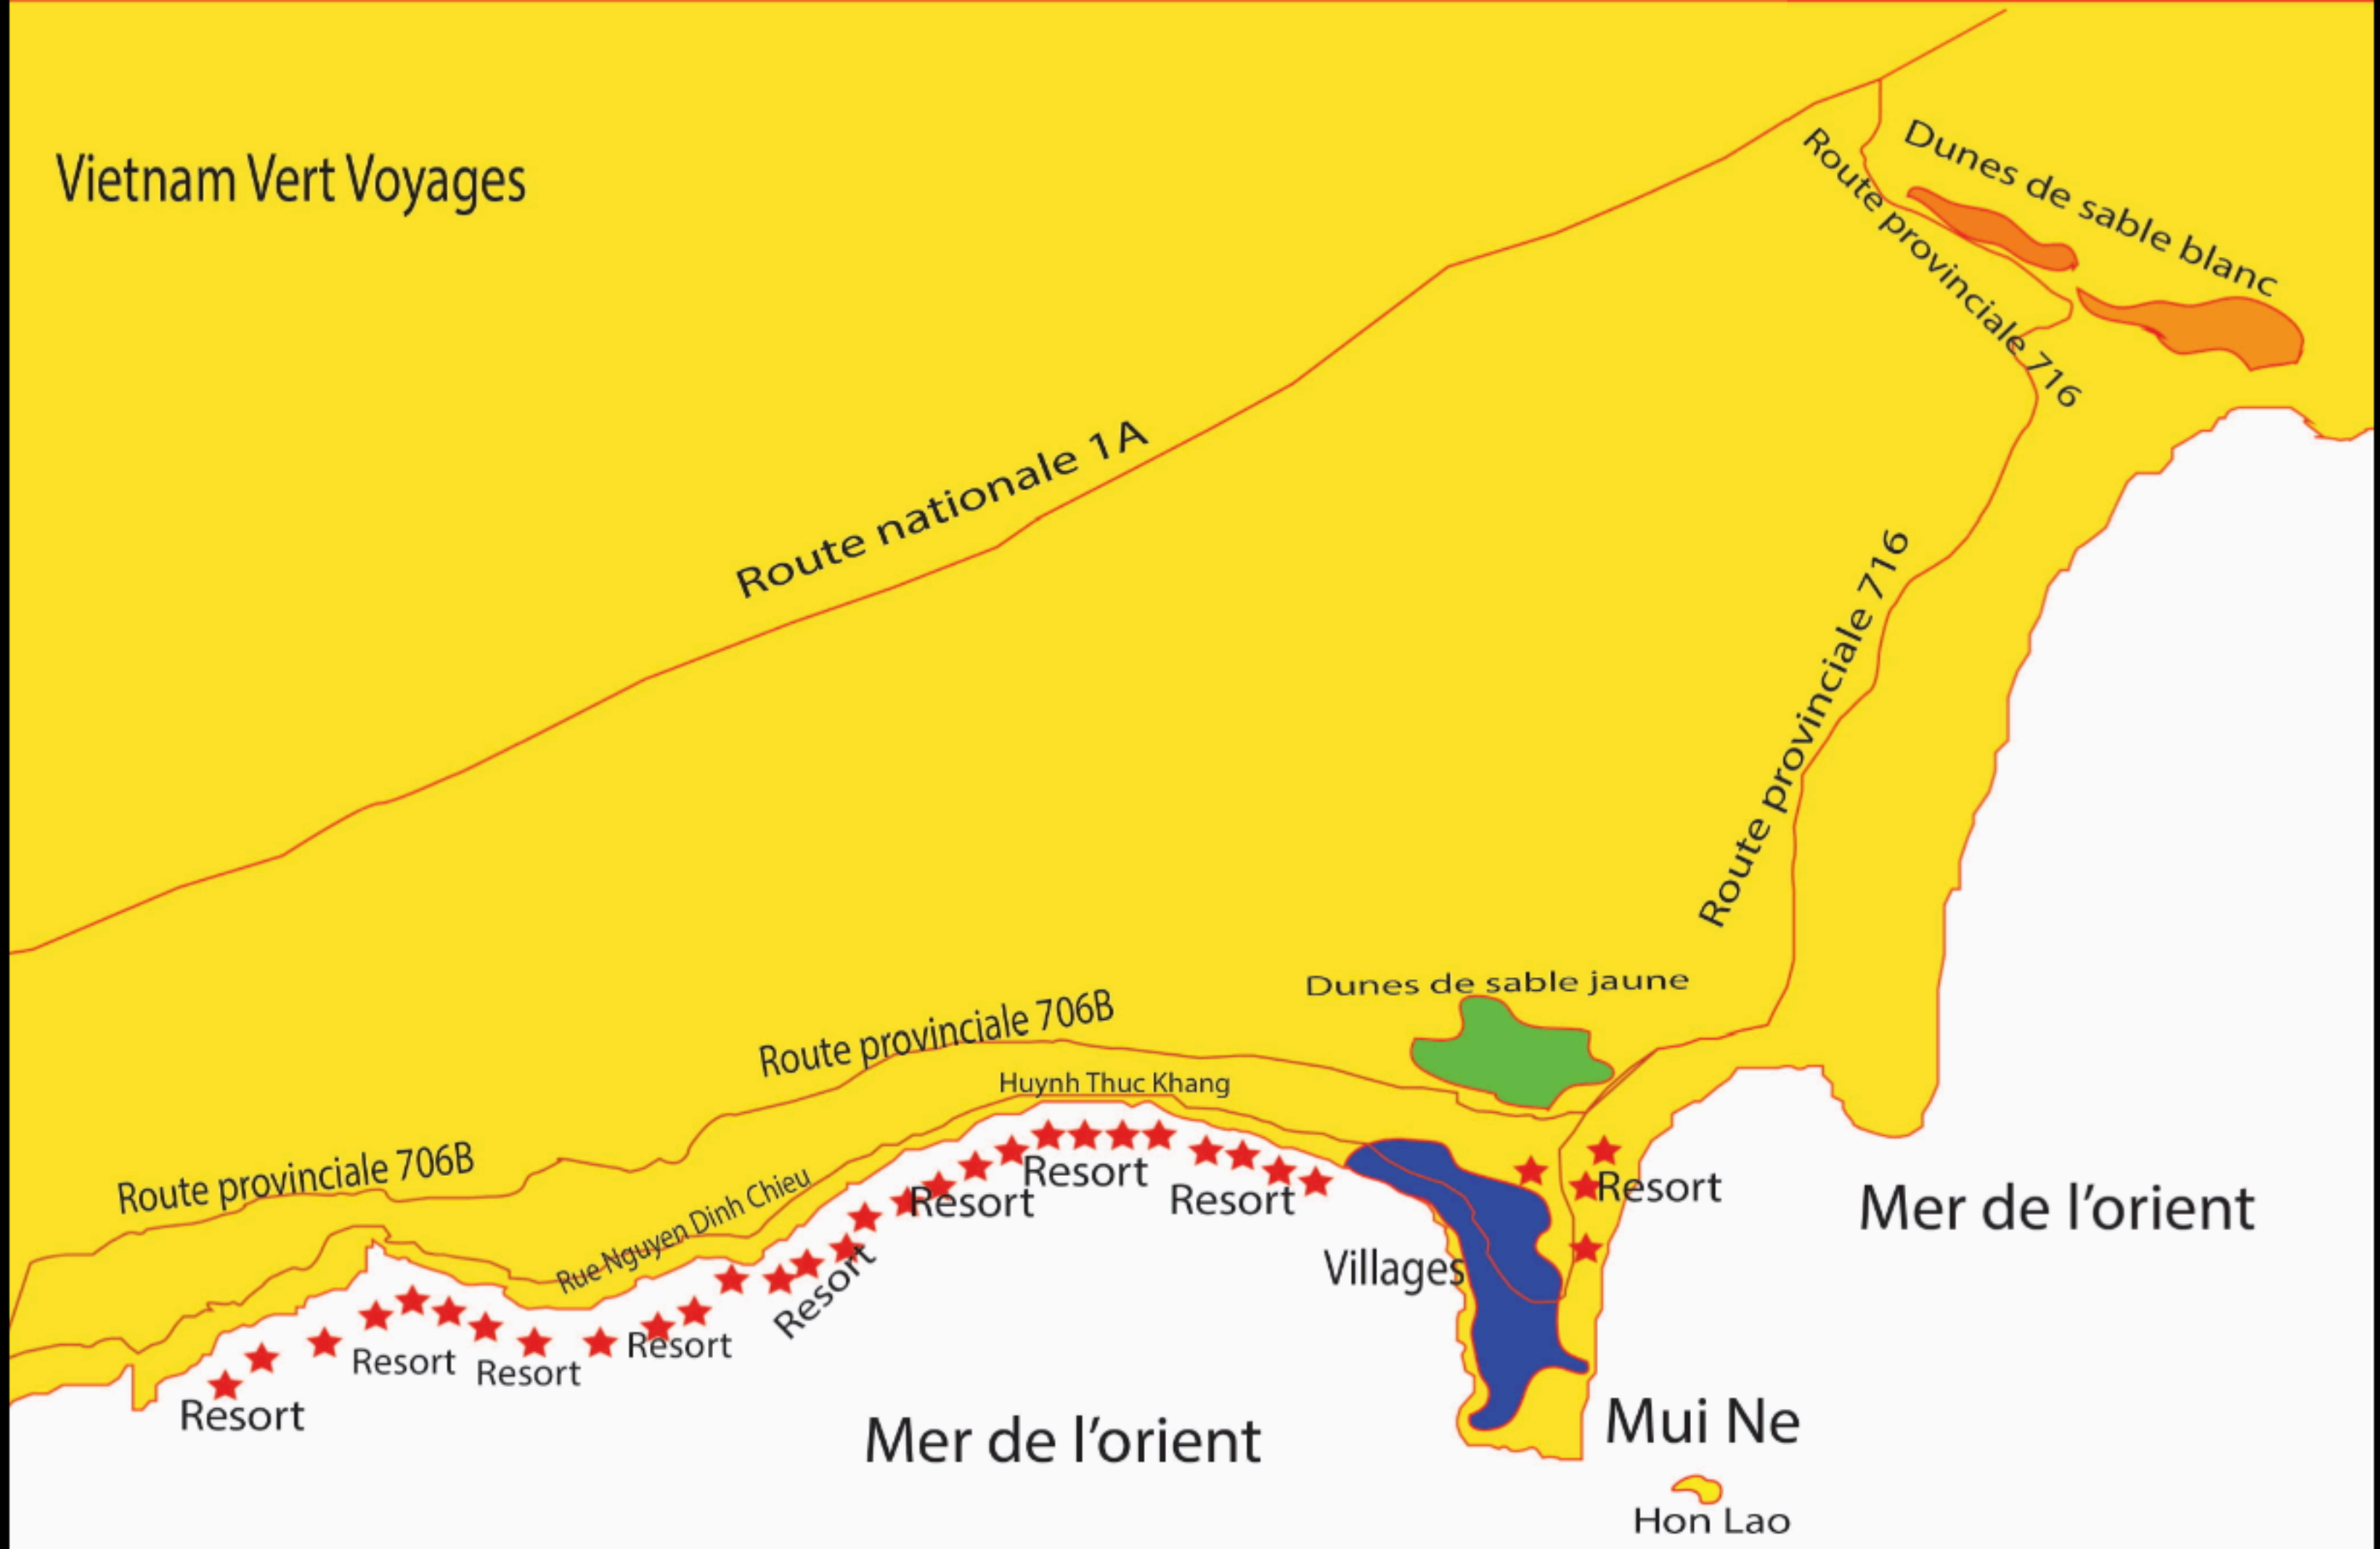 Vietnam Vert Voyages
Dunes de sable blanc
Route provinciale 716
Route nationale 1A
Route provinciale 716
Dunes de sable jaune
Route provinciale 706B
Huynh Thuc Khang
Route provinciale 706B
Rue Nguyen Dinh Chieu
Resort
Resort
Resort
Resort
Mer de l'orient
Villages
Resort
Resort
Resort
Resort
Resort
Mer de l'orient
Mui Ne
Hon Lao